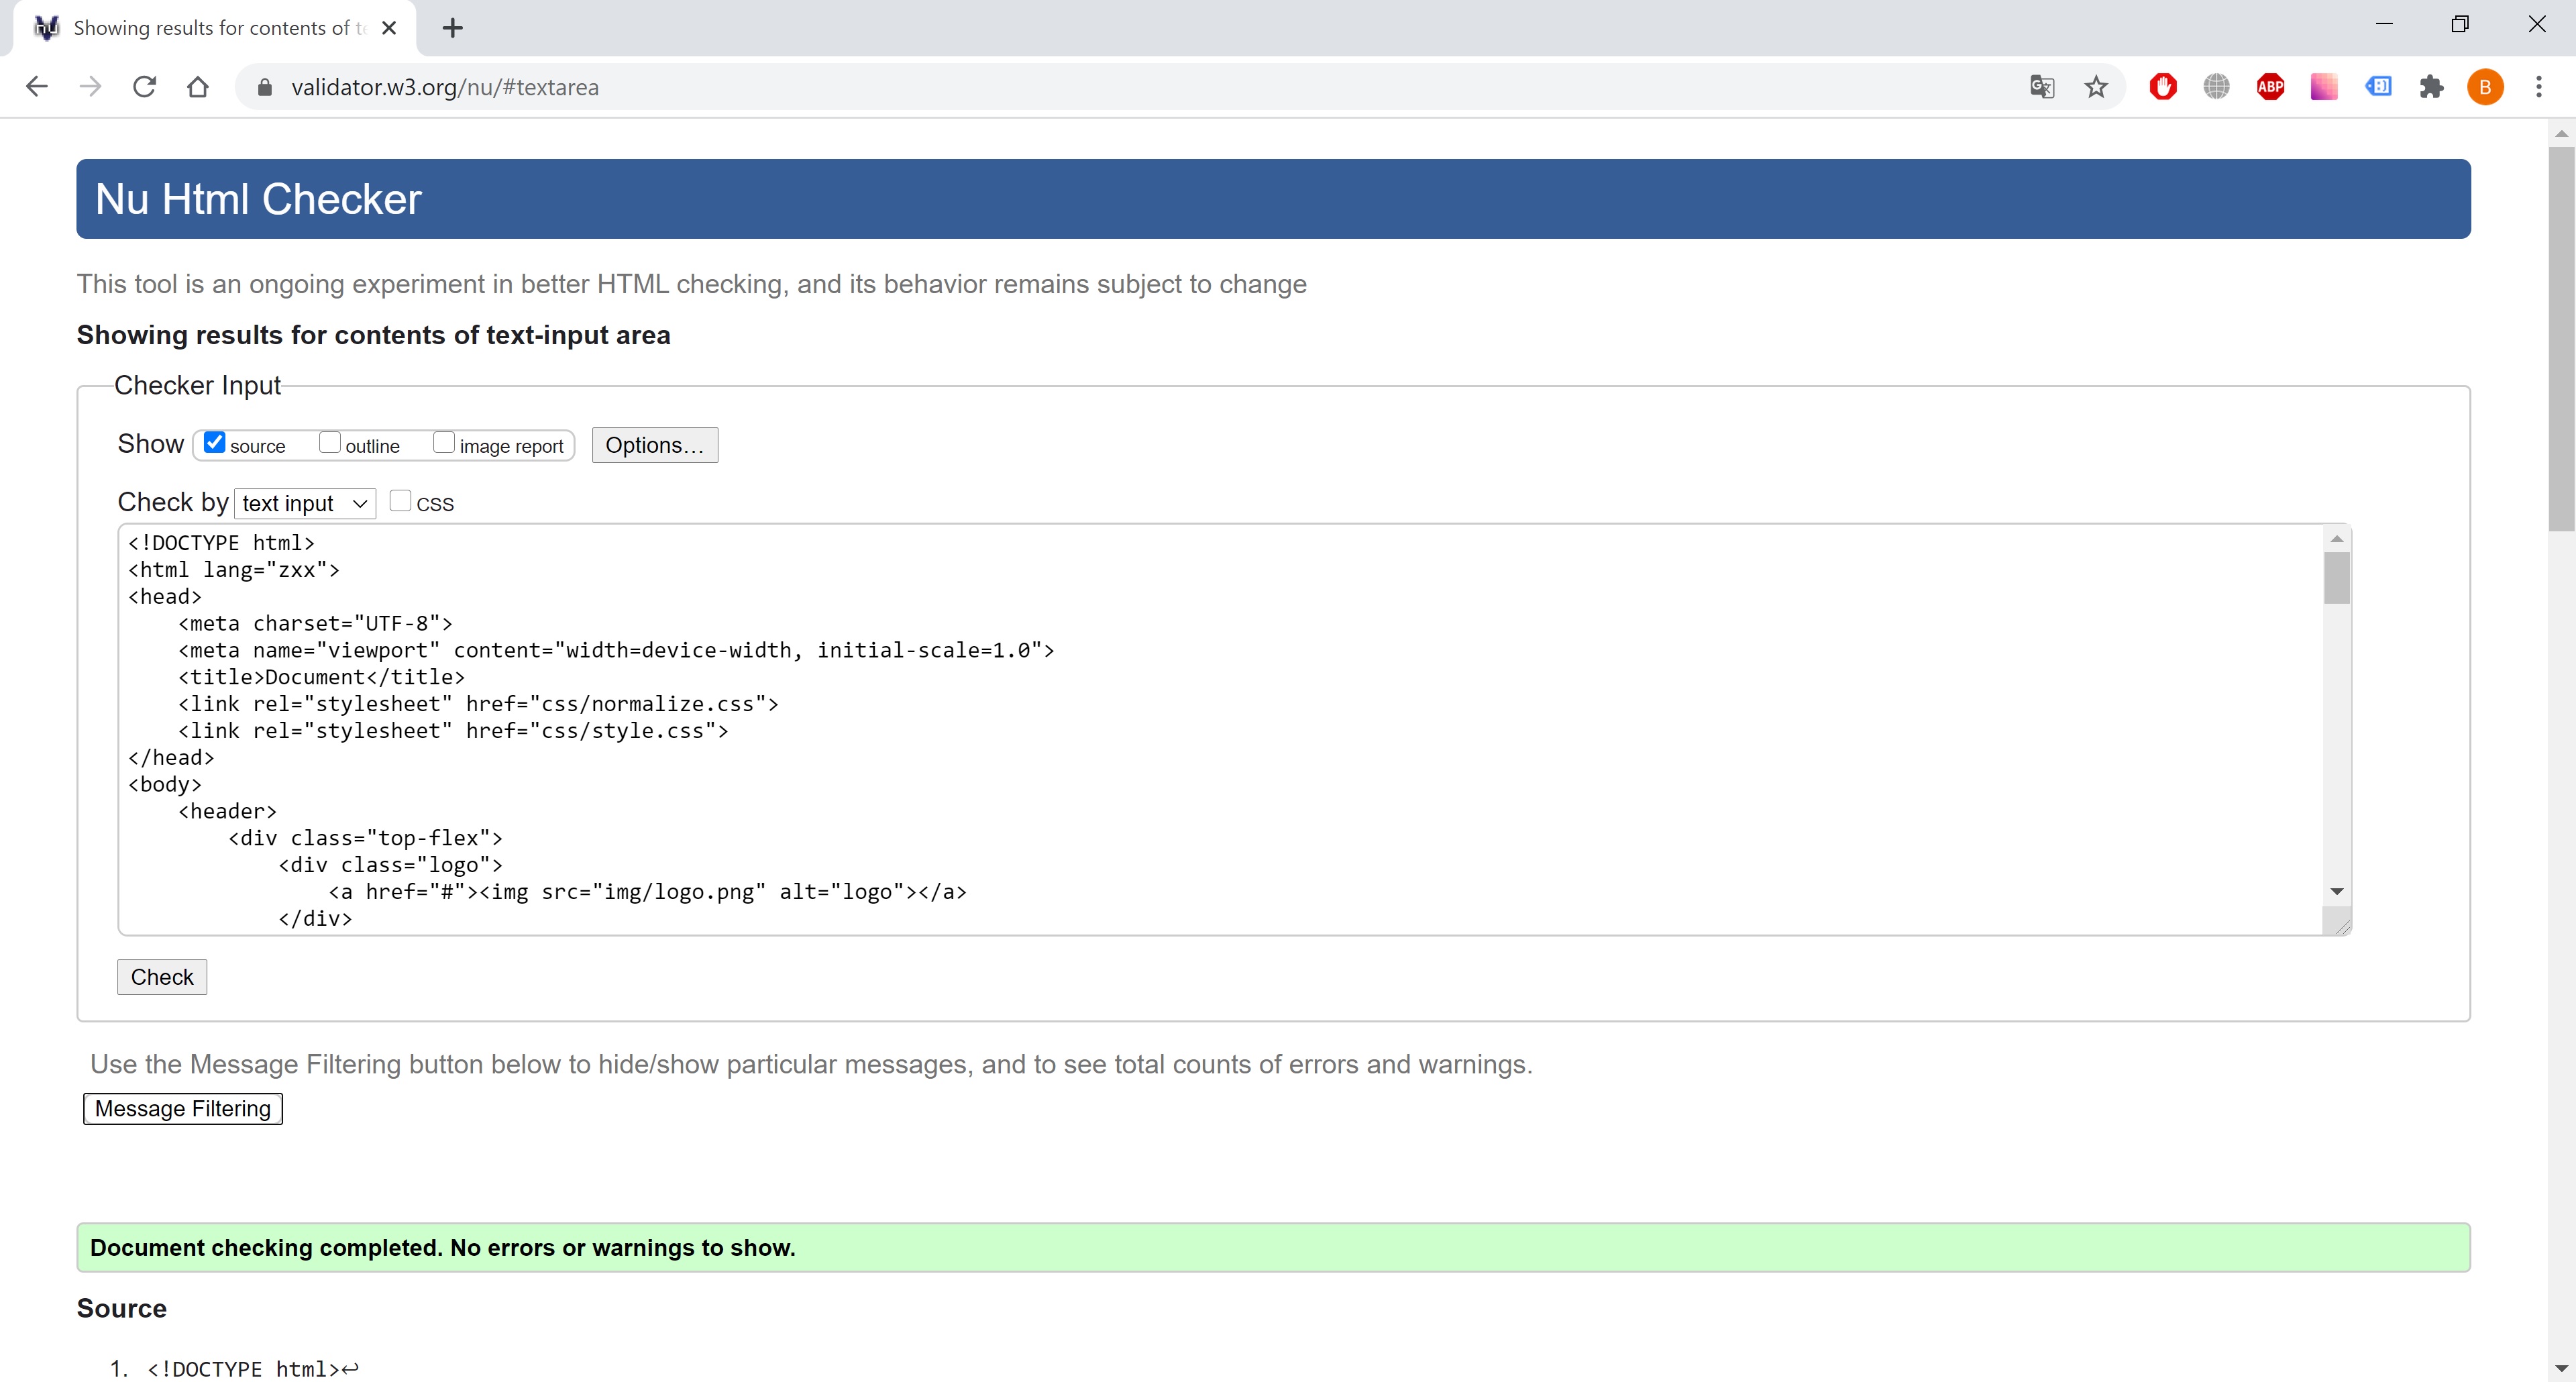 Showing results for contents of te
validator.w3.org/nu/#textarea
ABP
B
Nu Html Checker
This tool is an ongoing experiment in better HTML checking, and its behavior remains subject to change
Showing results for contents of text-input area
Checker Input
Show source outline image report Options…
Check by text input CSS
<!DOCTYPE html>
<html lang="zxx">
<head>
    <meta charset="UTF-8">
    <meta name="viewport" content="width=device-width, initial-scale=1.0">
    <title>Document</title>
    <link rel="stylesheet" href="css/normalize.css">
    <link rel="stylesheet" href="css/style.css">
</head>
<body>
    <header>
        <div class="top-flex">
            <div class="logo">
                <a href="#"><img src="img/logo.png" alt="logo"></a>
            </div>
Check
Use the Message Filtering button below to hide/show particular messages, and to see total counts of errors and warnings.
Message Filtering
Document checking completed. No errors or warnings to show.
Source
1. <!DOCTYPE html>↩